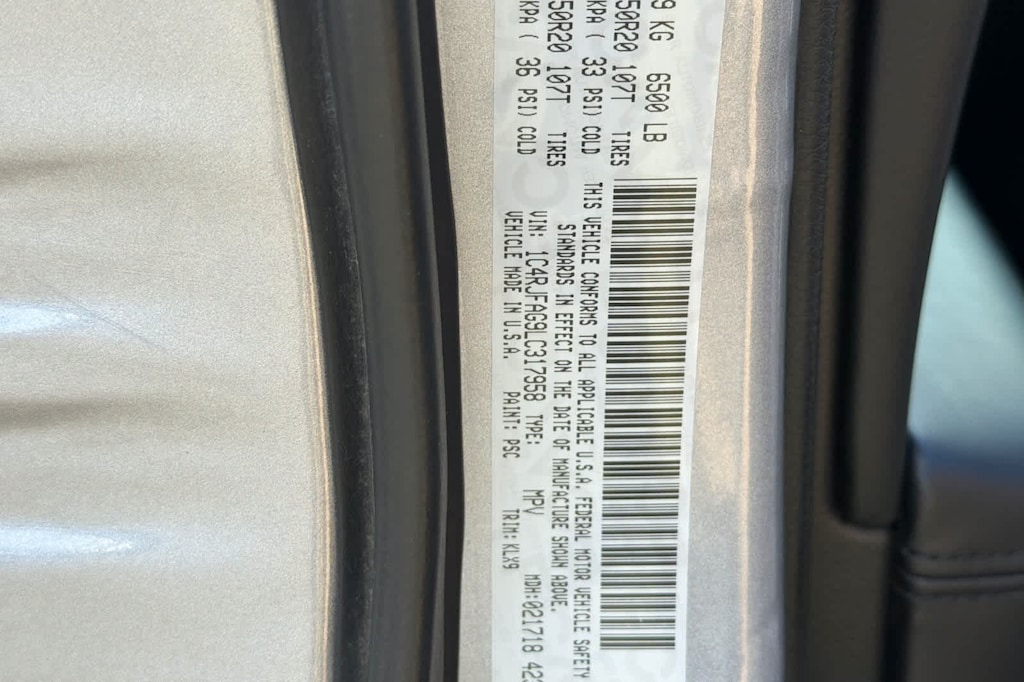 9 KG 6500 LB
50R20 107T TIRES
KPA ( 33 PSI) COLD
50R20 107T TIRES
KPA ( 36 PSI) COLD
THIS VEHICLE CONFORMS TO ALL APPLICABLE U.S.A. FEDERAL MOTOR VEHICLE SAFETY
STANDARDS IN EFFECT ON THE DATE OF MANUFACTURE SHOWN ABOVE.
VIN: 1C4RJFAG9LC317958 TYPE: MPV MDH:021718 423
VEHICLE MADE IN U.S.A. PAINT: PSC TRIM: KLX9